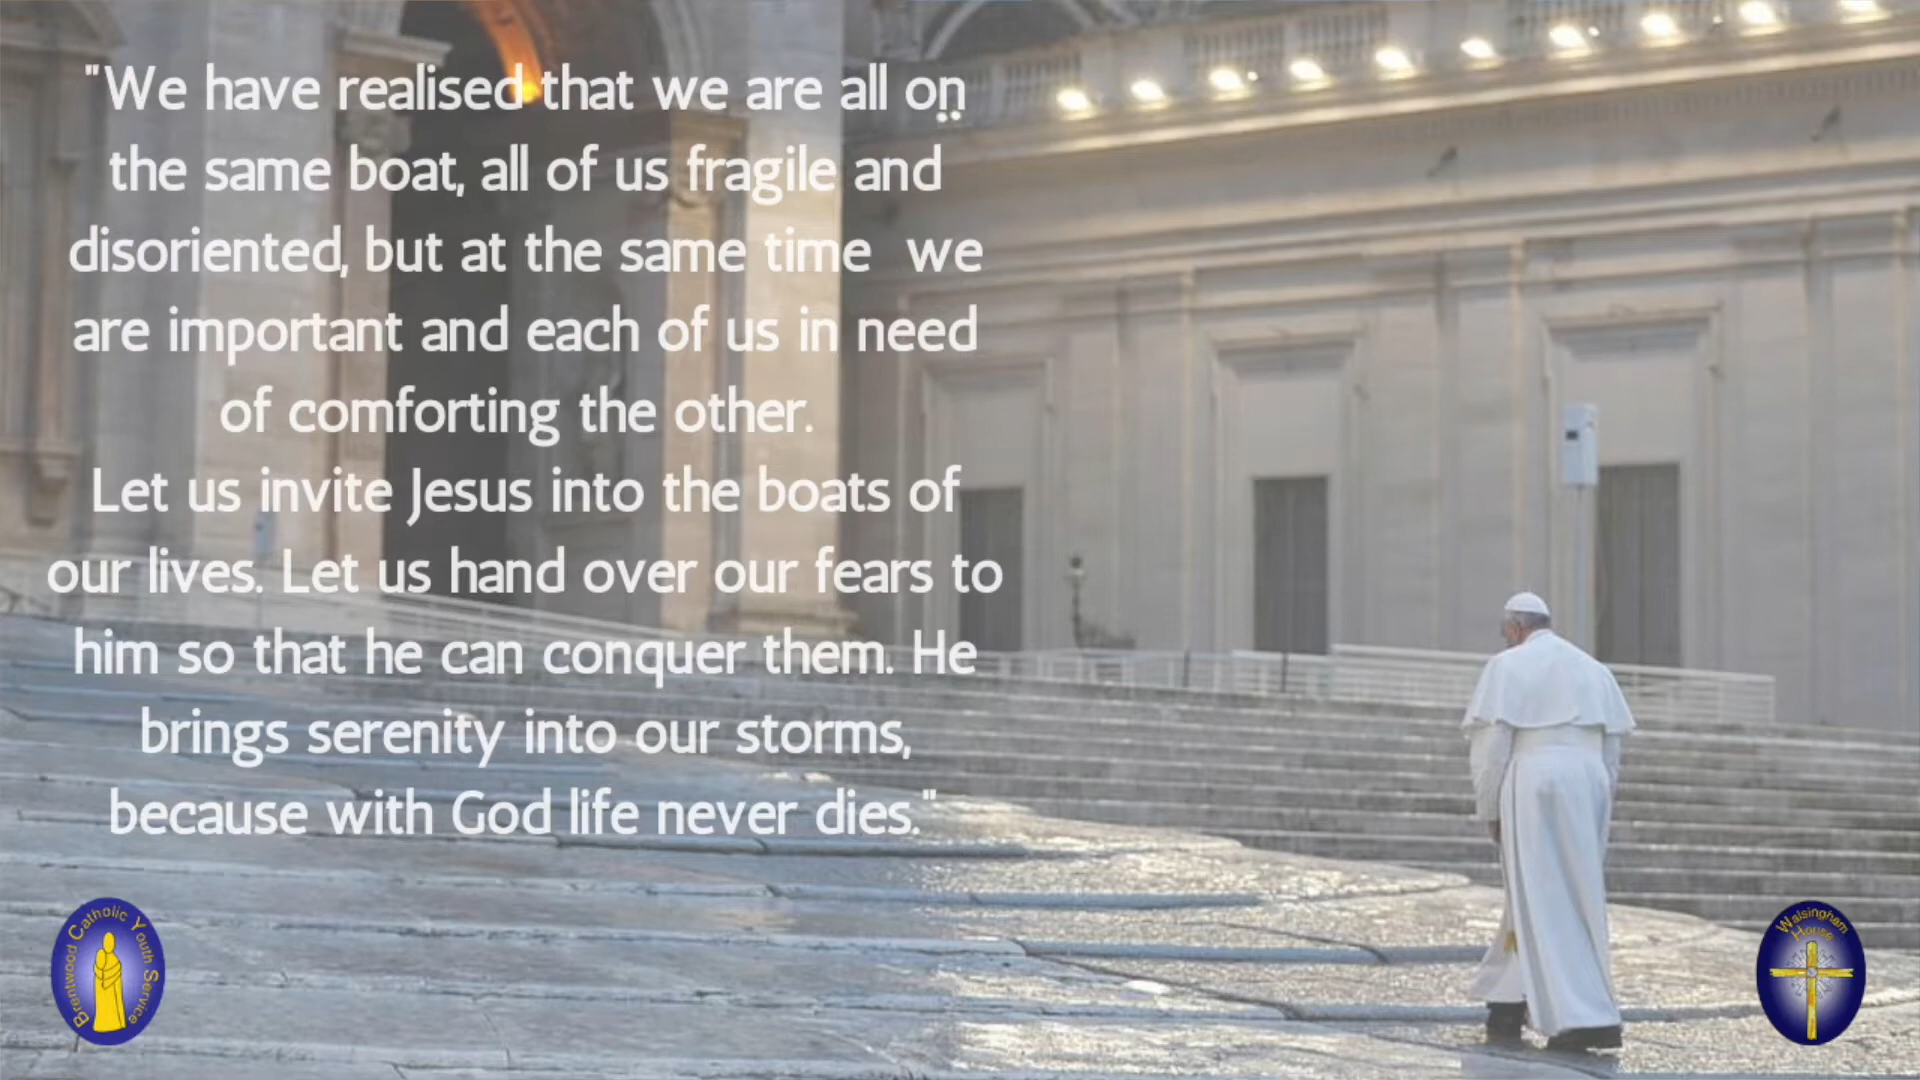 "We have realised that we are all on
the same boat, all of us fragile and
disoriented, but at the same time we
are important and each of us in need
of comforting the other.
Let us invite Jesus into the boats of
our lives. Let us hand over our fears to
him so that he can conquer them. He
brings serenity into our storms,
because with God life never dies."
Brentwood Catholic Youth Service
Walsingham
House